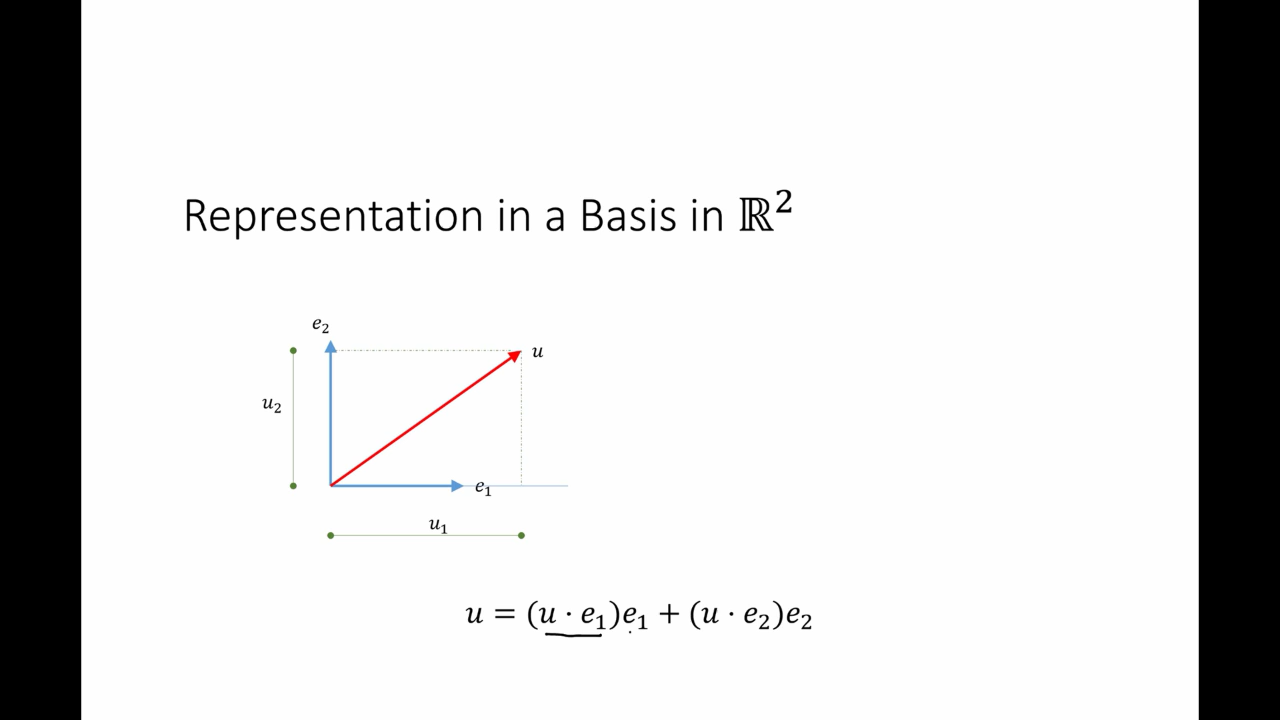 Representation in a Basis in ℝ²
e₂
u
u₂
e₁
u₁
u = (u · e₁)e₁ + (u · e₂)e₂